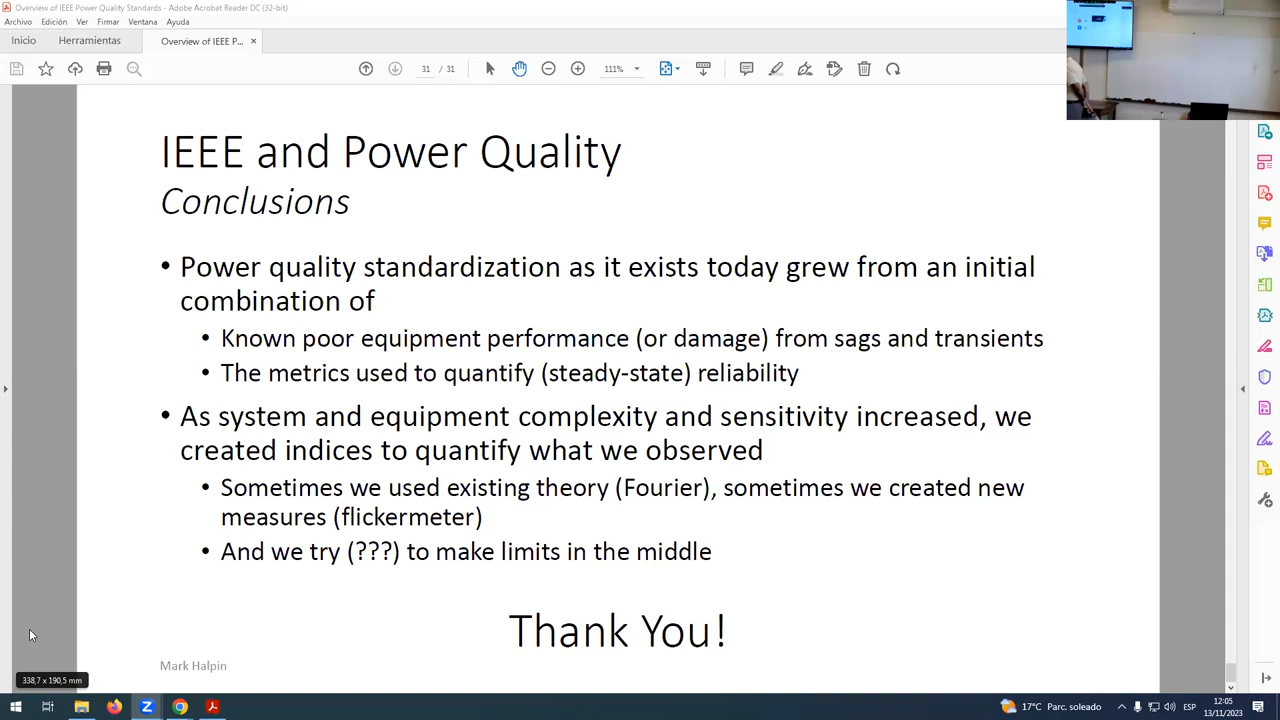 Overview of IEEE Power Quality Standards - Adobe Acrobat Reader DC (32-bit)
Archivo Edición Ver Firmar Ventana Ayuda
Inicio Herramientas Overview of IEEE P... ×
31 / 31 111%
IEEE and Power Quality
Conclusions
• Power quality standardization as it exists today grew from an initial
combination of
• Known poor equipment performance (or damage) from sags and transients
• The metrics used to quantify (steady-state) reliability
• As system and equipment complexity and sensitivity increased, we
created indices to quantify what we observed
• Sometimes we used existing theory (Fourier), sometimes we created new
measures (flickermeter)
• And we try (???) to make limits in the middle
Thank You!
Mark Halpin
338,7 x 190,5 mm
17°C Parc. soleado ESP 12:05
13/11/2023